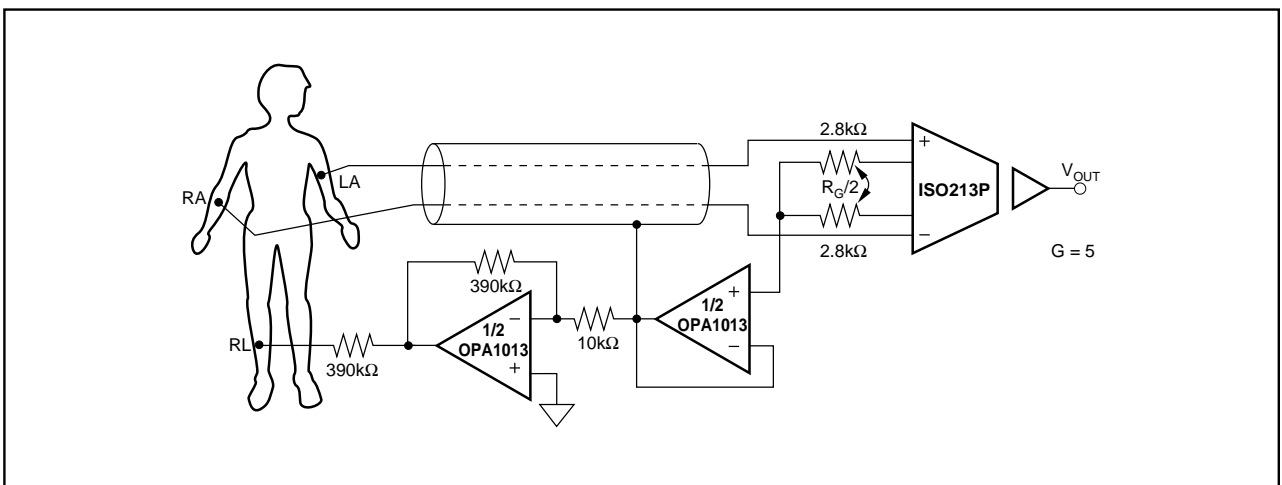 2.8kΩ
+
LA
RA
R_G/2
ISO213P
V_OUT
−
2.8kΩ
G = 5
390kΩ
−
1/2
OPA1013
+
10kΩ
+
1/2
OPA1013
−
RL
390kΩ